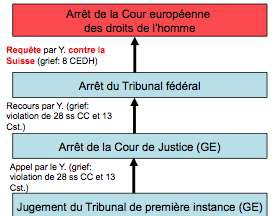 Arrêt de la Cour européenne
des droits de l'homme
Requête par Y. contre la
Suisse (grief: 8 CEDH)
Arrêt du Tribunal fédéral
Recours par Y. (grief:
violation de 28 ss CC et 13
Cst.)
Arrêt de la Cour de Justice (GE)
Appel par le Y. (grief:
violation de 28 ss CC et 13
Cst.)
Jugement du Tribunal de première instance (GE)